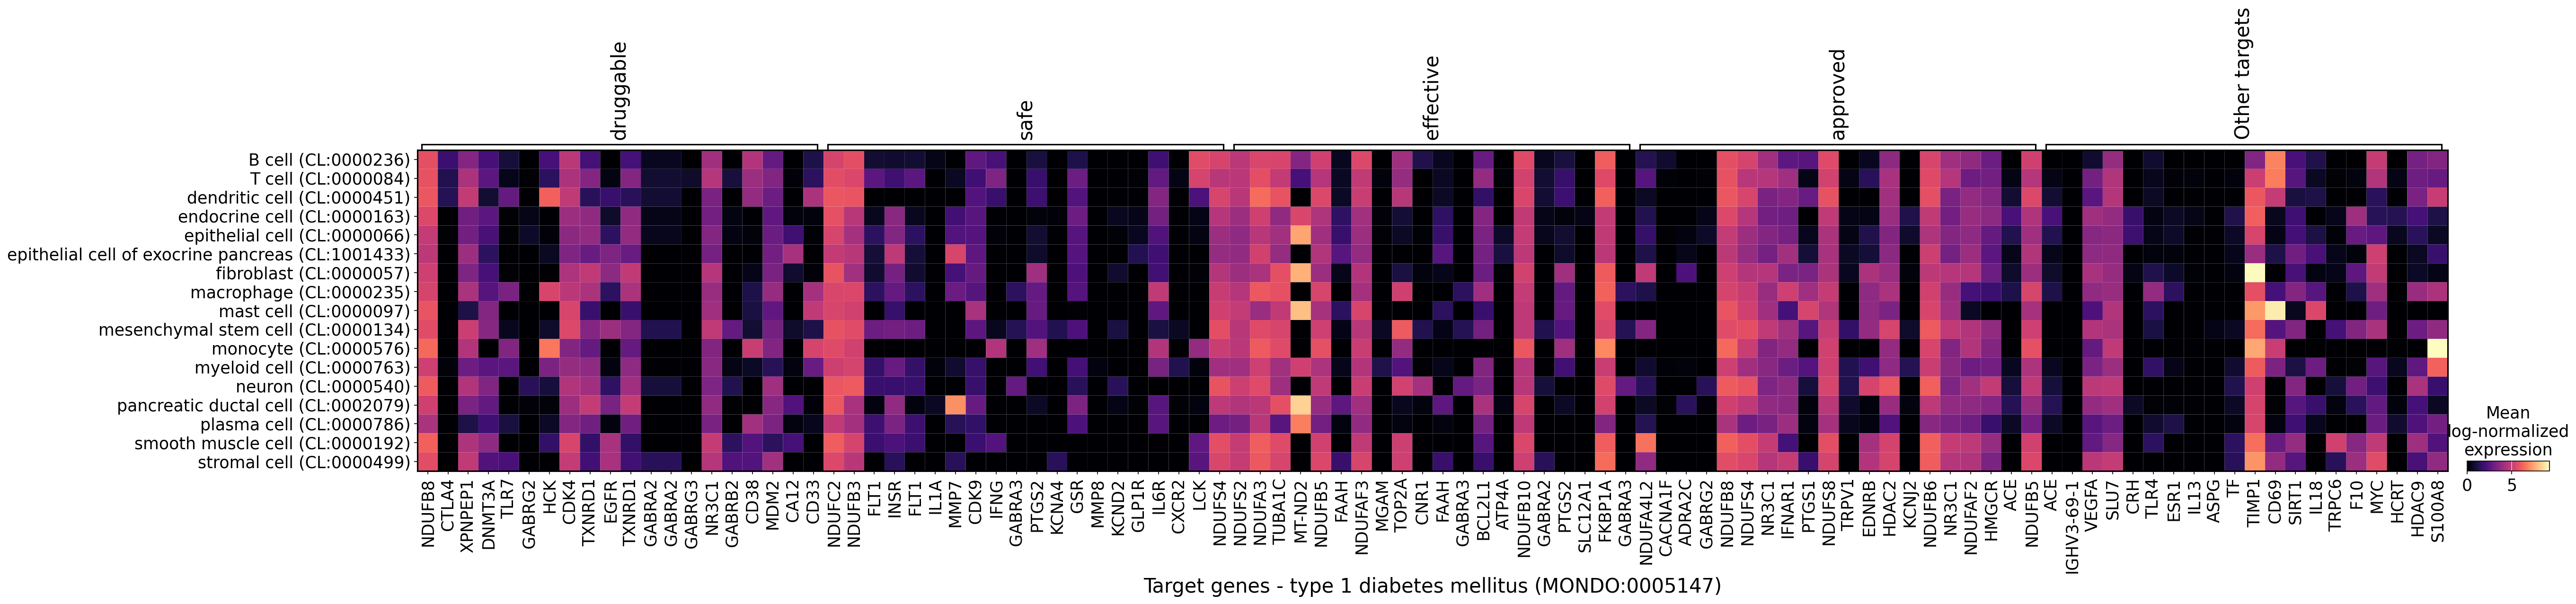 druggable
safe
effective
approved
Other targets
B cell (CL:0000236)
T cell (CL:0000084)
dendritic cell (CL:0000451)
endocrine cell (CL:0000163)
epithelial cell (CL:0000066)
epithelial cell of exocrine pancreas (CL:1001433)
fibroblast (CL:0000057)
macrophage (CL:0000235)
mast cell (CL:0000097)
mesenchymal stem cell (CL:0000134)
monocyte (CL:0000576)
myeloid cell (CL:0000763)
neuron (CL:0000540)
pancreatic ductal cell (CL:0002079)
plasma cell (CL:0000786)
smooth muscle cell (CL:0000192)
stromal cell (CL:0000499)
NDUFB8
CTLA4
XPNPEP1
DNMT3A
TLR7
GABRG2
HCK
CDK4
TXNRD1
EGFR
TXNRD1
GABRA2
GABRA2
GABRG3
NR3C1
GABRB2
CD38
MDM2
CA12
CD33
NDUFC2
NDUFB3
FLT1
INSR
FLT1
IL1A
MMP7
CDK9
IFNG
GABRA3
PTGS2
KCNA4
GSR
MMP8
KCND2
GLP1R
IL6R
CXCR2
LCK
NDUFS4
NDUFS2
NDUFA3
TUBA1C
MT-ND2
NDUFB5
FAAH
NDUFAF3
MGAM
TOP2A
CNR1
FAAH
GABRA3
BCL2L1
ATP4A
NDUFB10
GABRA2
PTGS2
SLC12A1
FKBP1A
GABRA3
NDUFA4L2
CACNA1F
ADRA2C
GABRG2
NDUFB8
NDUFS4
NR3C1
IFNAR1
PTGS1
NDUFS8
TRPV1
EDNRB
HDAC2
KCNJ2
NDUFB6
NR3C1
NDUFAF2
HMGCR
ACE
NDUFB5
ACE
IGHV3-69-1
VEGFA
SLU7
CRH
TLR4
ESR1
IL13
ASPG
TF
TIMP1
CD69
SIRT1
IL18
TRPC6
F10
MYC
HCRT
HDAC9
S100A8
Target genes - type 1 diabetes mellitus (MONDO:0005147)
Mean
log-normalized
expression
0 5